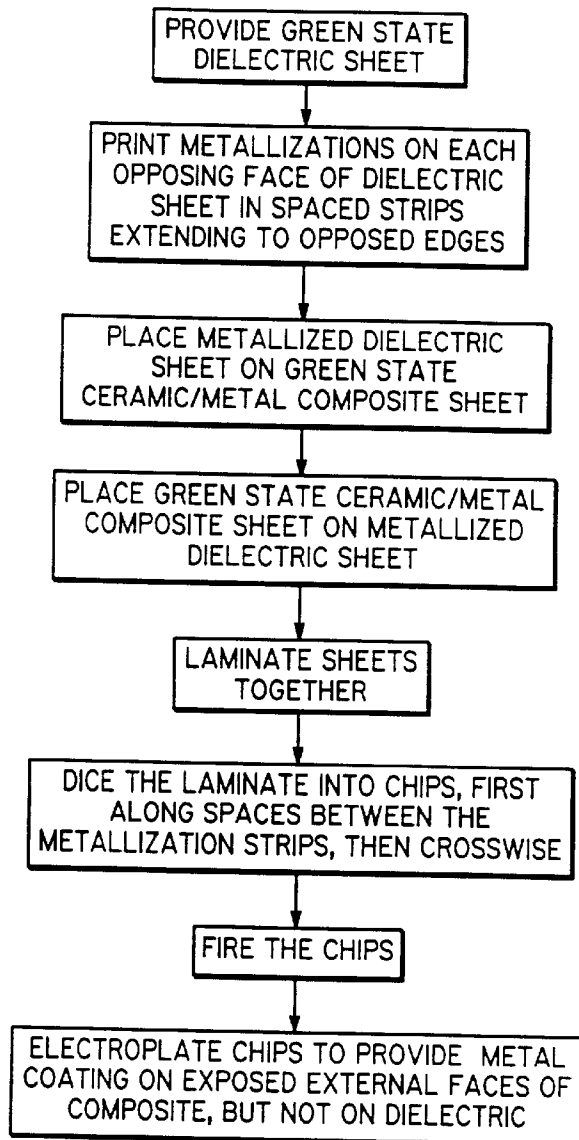 PROVIDE GREEN STATE
DIELECTRIC SHEET
PRINT METALLIZATIONS ON EACH
OPPOSING FACE OF DIELECTRIC
SHEET IN SPACED STRIPS
EXTENDING TO OPPOSED EDGES
PLACE METALLIZED DIELECTRIC
SHEET ON GREEN STATE
CERAMIC/METAL COMPOSITE SHEET
PLACE GREEN STATE CERAMIC/METAL
COMPOSITE SHEET ON METALLIZED
DIELECTRIC SHEET
LAMINATE SHEETS
TOGETHER
DICE THE LAMINATE INTO CHIPS, FIRST
ALONG SPACES BETWEEN THE
METALLIZATION STRIPS, THEN CROSSWISE
FIRE THE CHIPS
ELECTROPLATE CHIPS TO PROVIDE METAL
COATING ON EXPOSED EXTERNAL FACES OF
COMPOSITE, BUT NOT ON DIELECTRIC